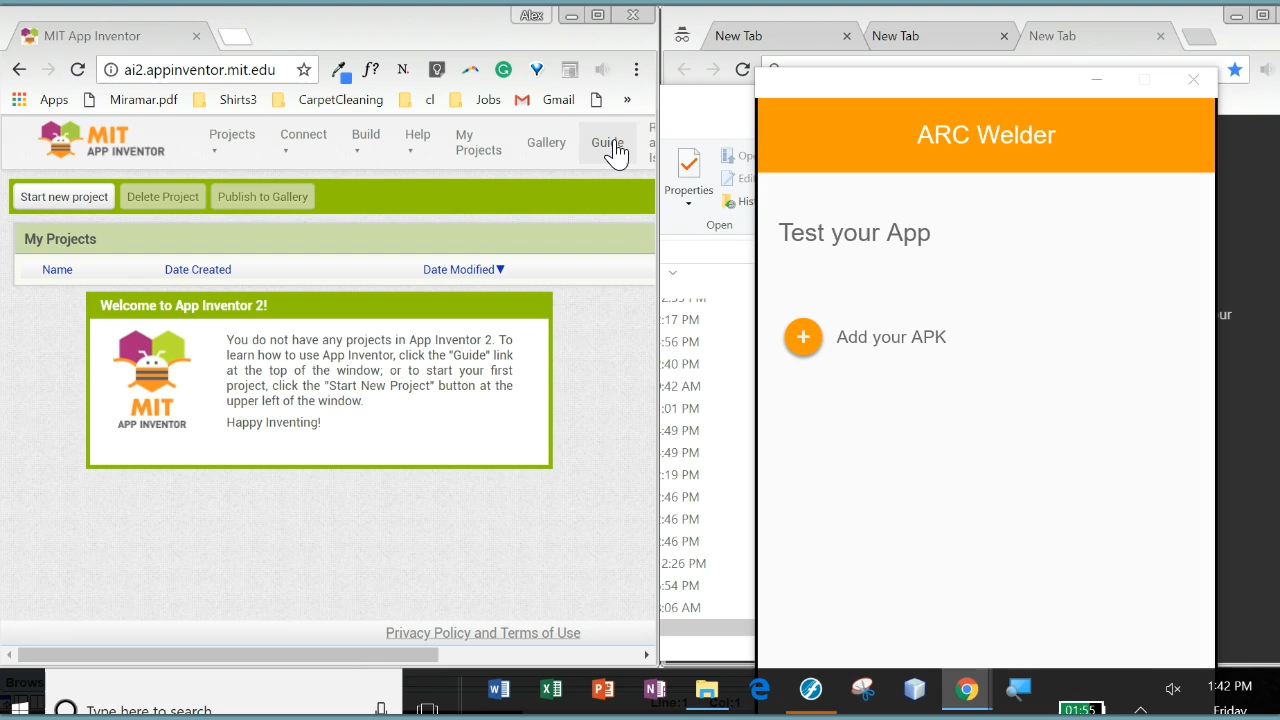 Alex
MIT App Inventor
ai2.appinventor.mit.edu
f?
N.
Apps
Miramar.pdf
Shirts3
CarpetCleaning
cl
Jobs
Gmail
»
MIT
APP INVENTOR
Projects
Connect
Build
Help
My
Projects
Gallery
Guide
Start new project
Delete Project
Publish to Gallery
My Projects
Name
Date Created
Date Modified▼
Welcome to App Inventor 2!
You do not have any projects in App Inventor 2. To
learn how to use App Inventor, click the "Guide" link
at the top of the window; or to start your first
project, click the "Start New Project" button at the
upper left of the window.
Happy Inventing!
MIT
APP INVENTOR
Privacy Policy and Terms of Use
New Tab
New Tab
New Tab
Properties
Open
:17 PM
:56 PM
:40 PM
:42 AM
:01 PM
:49 PM
:49 PM
:19 PM
:46 PM
:46 PM
:46 PM
2:26 PM
:54 PM
:06 AM
ARC Welder
Test your App
Add your APK
Brows
Type here to search
Col:1
01:55
1:42 PM
Friday